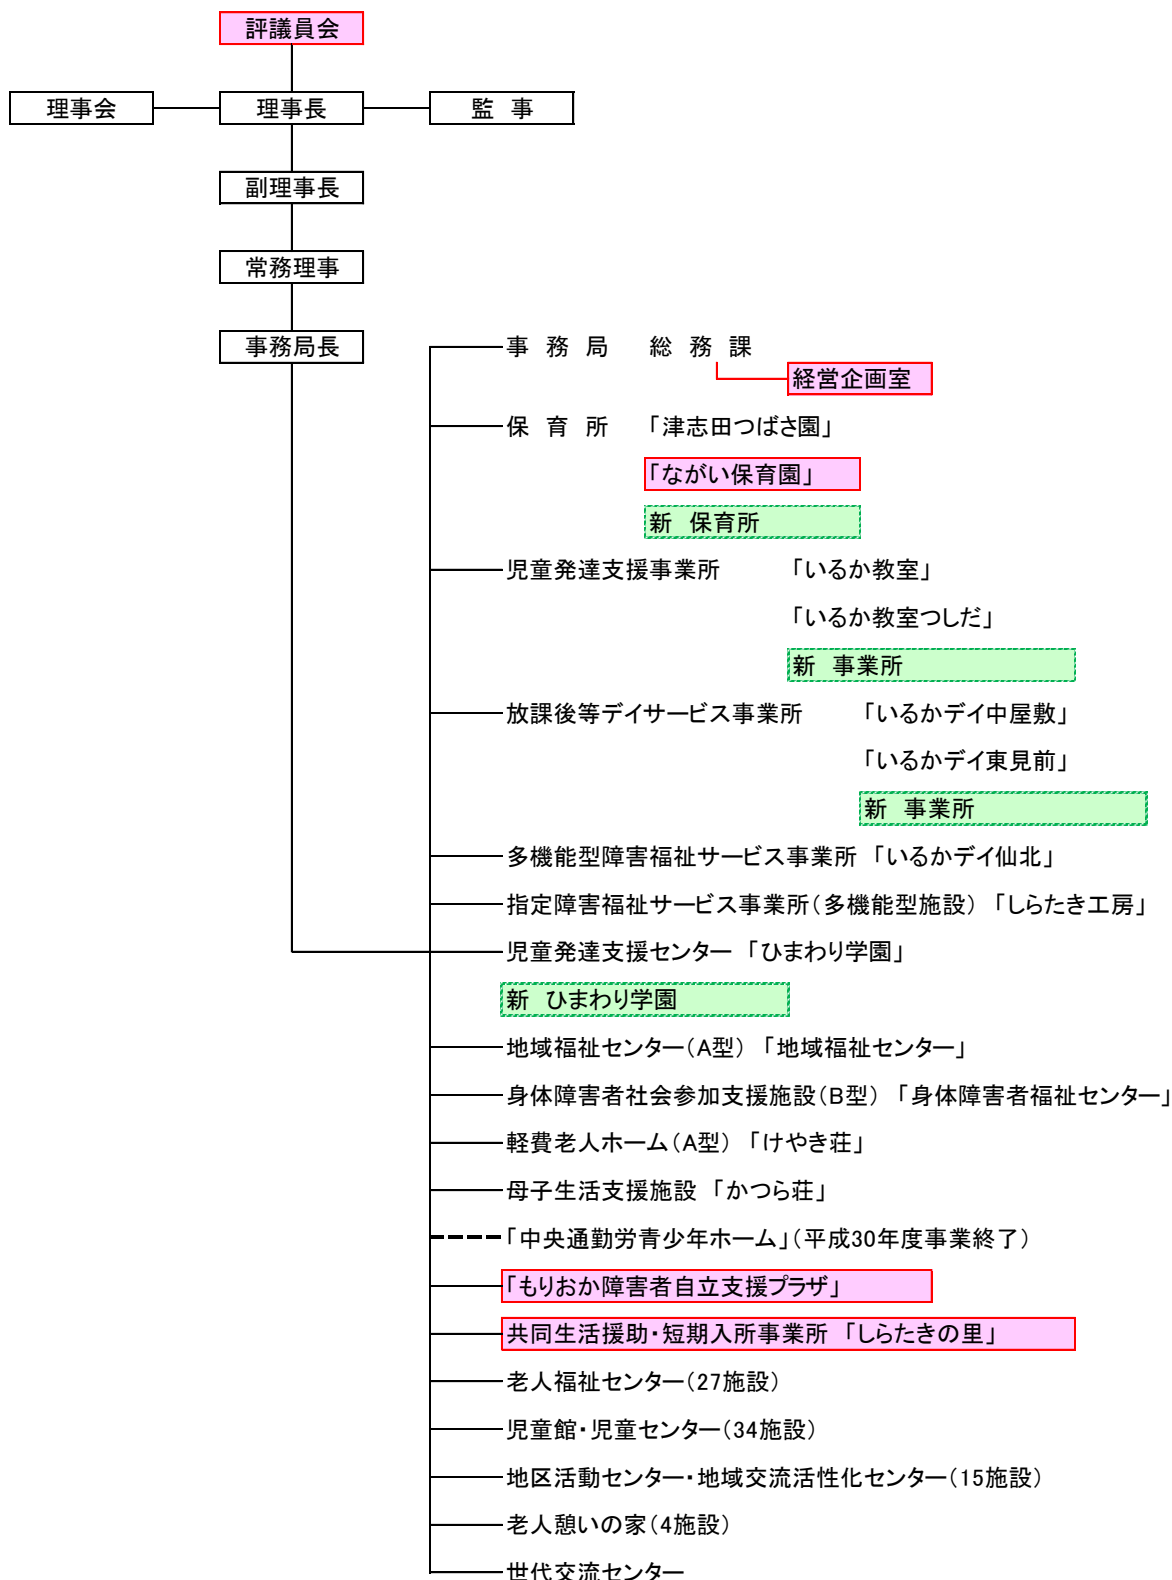 評議員会
理事会 理事長 監　事
副理事長
常務理事
事務局長
事　務　局　総　務　課
経営企画室
保　育　所　「津志田つばさ園」
「ながい保育園」
新　保育所
児童発達支援事業所　「いるか教室」
「いるか教室つしだ」
新　事業所
放課後等デイサービス事業所　「いるかデイ中屋敷」
「いるかデイ東見前」
新　事業所
多機能型障害福祉サービス事業所　「いるかデイ仙北」
指定障害福祉サービス事業所（多機能型施設）　「しらたき工房」
児童発達支援センター　「ひまわり学園」
新　ひまわり学園
地域福祉センター（A型）　「地域福祉センター」
身体障害者社会参加支援施設（B型）　「身体障害者福祉センター」
軽費老人ホーム（A型）　「けやき荘」
母子生活支援施設　「かつら荘」
「中央通勤労青少年ホーム」（平成30年度事業終了）
「もりおか障害者自立支援プラザ」
共同生活援助・短期入所事業所　「しらたきの里」
老人福祉センター（27施設）
児童館・児童センター（34施設）
地区活動センター・地域交流活性化センター（15施設）
老人憩いの家（4施設）
世代交流センター